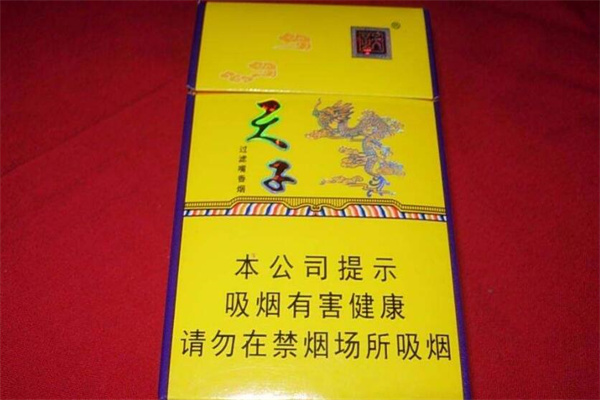 ®
天子
过滤嘴香烟
本公司提示
吸烟有害健康
请勿在禁烟场所吸烟